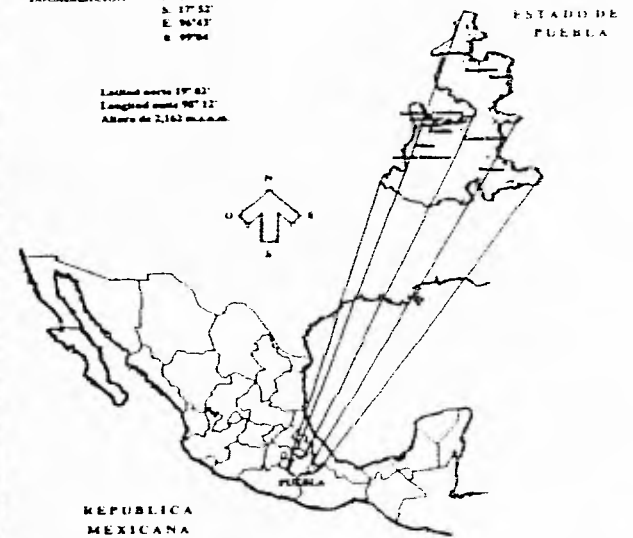 S. 17° 52'
E. 96°43'
O. 99°04'
ESTADO DE
PUEBLA
Latitud norte 19° 02'
Longitud oeste 98° 12'
Altura de 2,162 m.s.n.m.
N
O
E
S
PUEBLA
REPUBLICA
MEXICANA